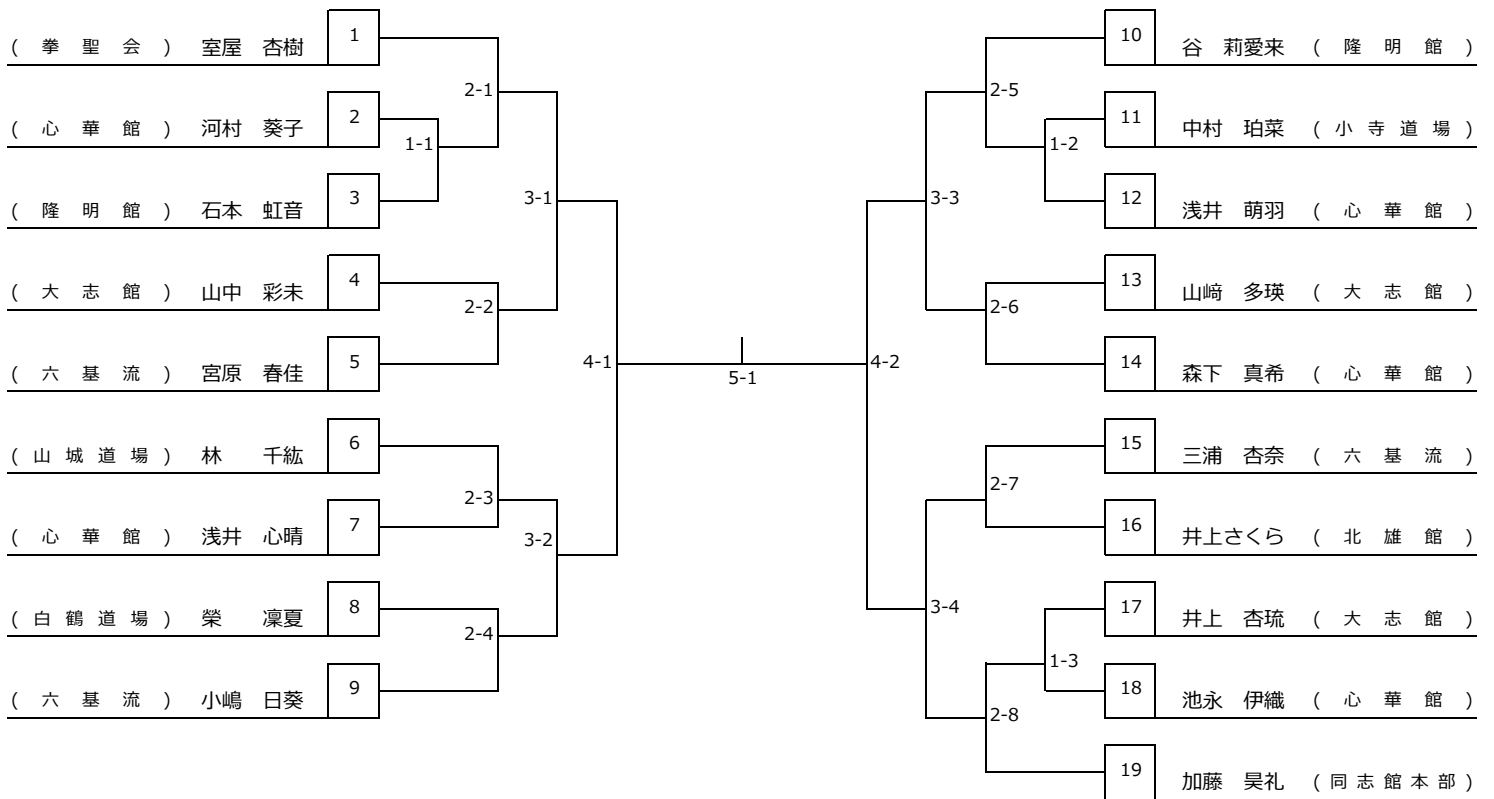 (拳聖会) 室屋 杏樹 1
(心華館) 河村 葵子 2
(隆明館) 石本 虹音 3
(大志館) 山中 彩未 4
(六基流) 宮原 春佳 5
(山城道場) 林 千紘 6
(心華館) 浅井 心晴 7
(白鶴道場) 榮 凜夏 8
(六基流) 小嶋 日葵 9
1-1
2-1
2-2
2-3
2-4
3-1
3-2
4-1
5-1
4-2
3-3
3-4
2-5
2-6
2-7
2-8
1-2
1-3
10 谷 莉愛来 (隆明館)
11 中村 珀菜 (小寺道場)
12 浅井 萌羽 (心華館)
13 山﨑 多瑛 (大志館)
14 森下 真希 (心華館)
15 三浦 杏奈 (六基流)
16 井上さくら (北雄館)
17 井上 杏琉 (大志館)
18 池永 伊織 (心華館)
19 加藤 昊礼 (同志館本部)